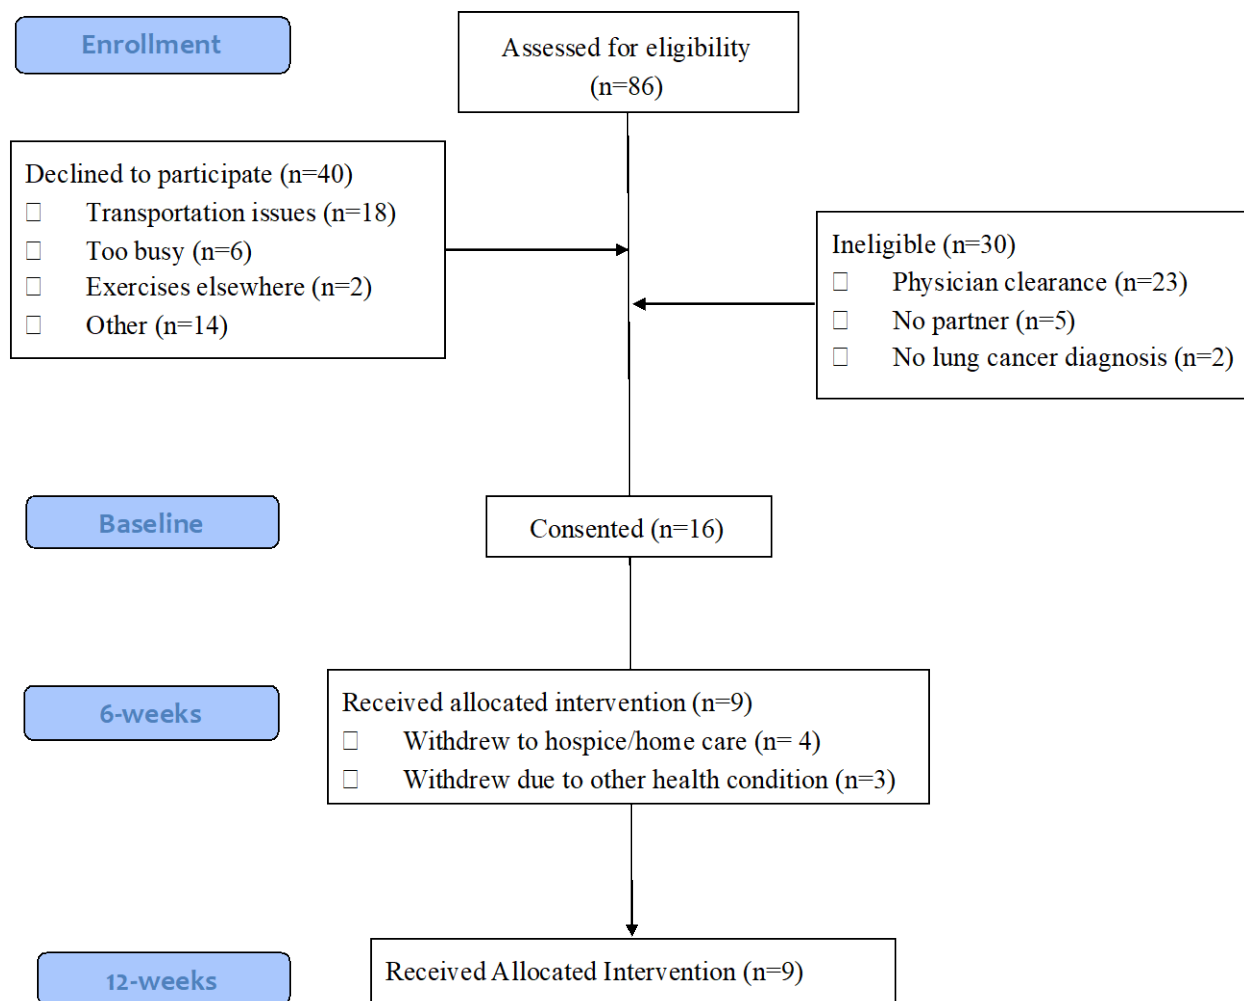 Enrollment
Assessed for eligibility
(n=86)
Declined to participate (n=40)
Transportation issues (n=18)
Too busy (n=6)
Exercises elsewhere (n=2)
Other (n=14)
Ineligible (n=30)
Physician clearance (n=23)
No partner (n=5)
No lung cancer diagnosis (n=2)
Baseline
Consented (n=16)
6-weeks
Received allocated intervention (n=9)
Withdrew to hospice/home care (n= 4)
Withdrew due to other health condition (n=3)
12-weeks
Received Allocated Intervention (n=9)